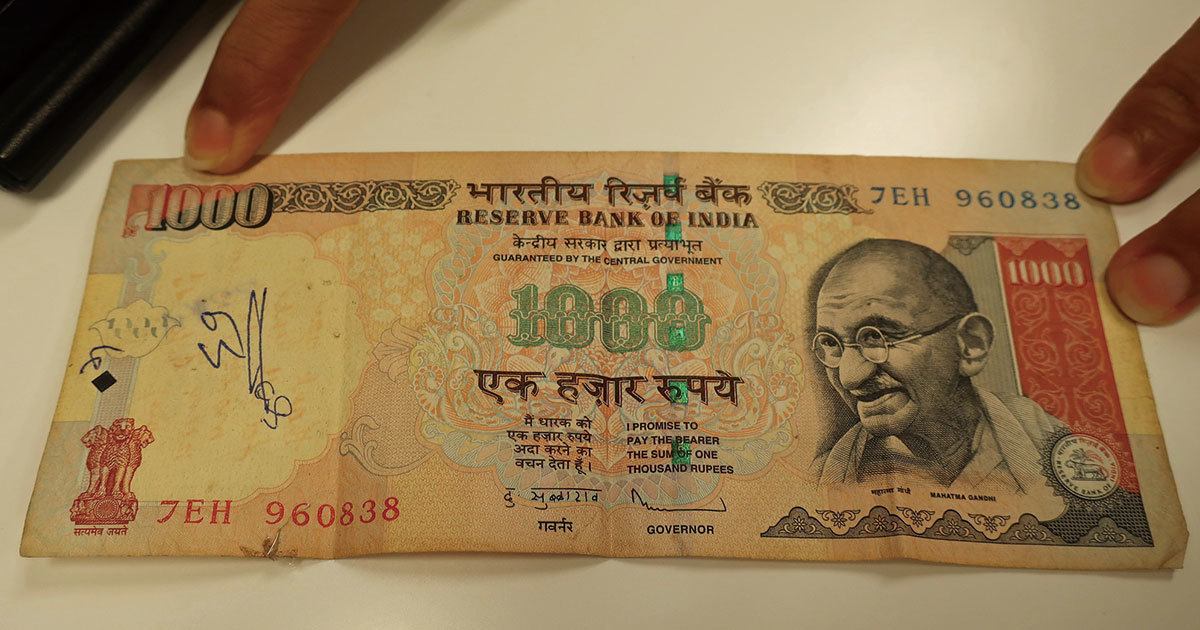 1000
भारतीय रिज़र्व बैंक
RESERVE BANK OF INDIA
7EH 960838
केन्द्रीय सरकार द्वारा प्रत्याभूत
GUARANTEED BY THE CENTRAL GOVERNMENT
1000
1000
एक हज़ार रुपये
मैं धारक को
एक हज़ार रुपये
अदा करने का
वचन देता हूँ।
I PROMISE TO
PAY THE BEARER
THE SUM OF ONE
THOUSAND RUPEES
गवर्नर
GOVERNOR
महात्मा गांधी
MAHATMA GANDHI
सत्यमेव जयते
7EH 960838